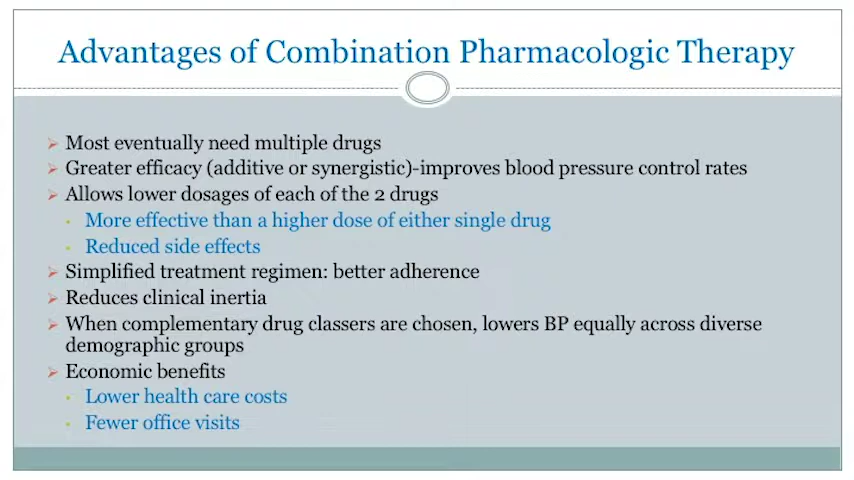 Advantages of Combination Pharmacologic Therapy
Most eventually need multiple drugs
Greater efficacy (additive or synergistic)-improves blood pressure control rates
Allows lower dosages of each of the 2 drugs
More effective than a higher dose of either single drug
Reduced side effects
Simplified treatment regimen: better adherence
Reduces clinical inertia
When complementary drug classers are chosen, lowers BP equally across diverse
demographic groups
Economic benefits
Lower health care costs
Fewer office visits